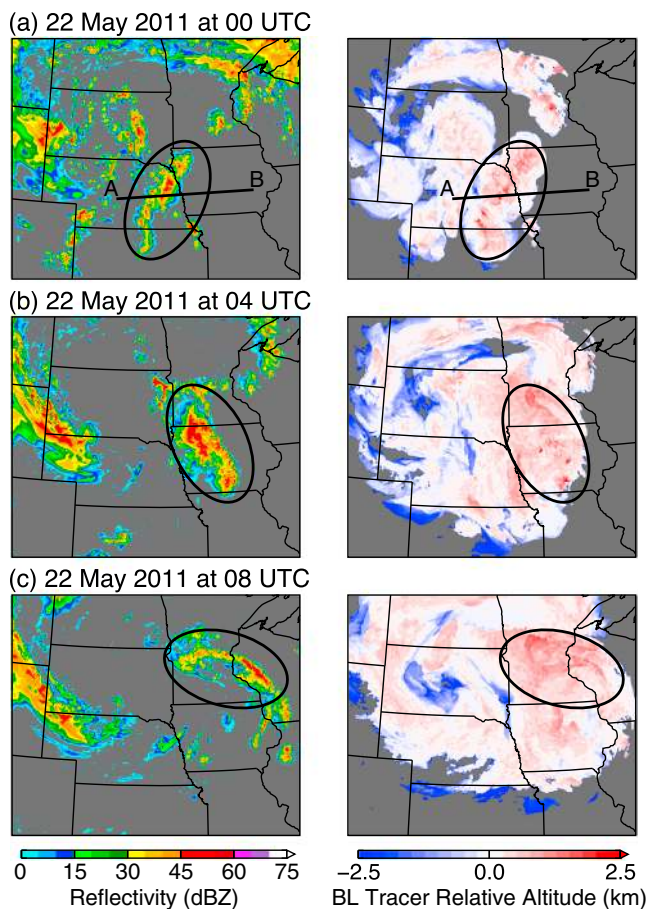 (a) 22 May 2011 at 00 UTC
A B
A B
(b) 22 May 2011 at 04 UTC
(c) 22 May 2011 at 08 UTC
0 15 30 45 60 75
Reflectivity (dBZ)
−2.5 0.0 2.5
BL Tracer Relative Altitude (km)